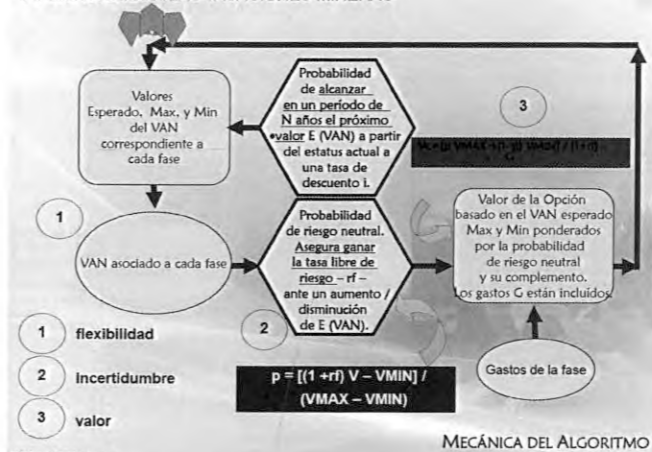 Valores
Esperado, Max, y Min
del VAN
correspondiente a
cada fase
Probabilidad
de alcanzar
en un período de
N años el próximo
•valor E (VAN) a partir
del estatus actual a
una tasa de
descuento i.
3
1
VAN asociado a cada fase
Probabilidad
de riesgo neutral.
Asegura ganar
la tasa libre de
riesgo – rf –
ante un aumento /
disminución
de E (VAN).
2
Valor de la Opción
basado en el VAN esperado
Max y Min ponderados
por la probabilidad
de riesgo neutral
y su complemento.
Los gastos G están incluidos.
Gastos de la fase
1 flexibilidad
2 Incertidumbre
3 valor
p = [(1 +rf) V – VMIN] /
(VMAX – VMIN)
MECÁNICA DEL ALGORITMO